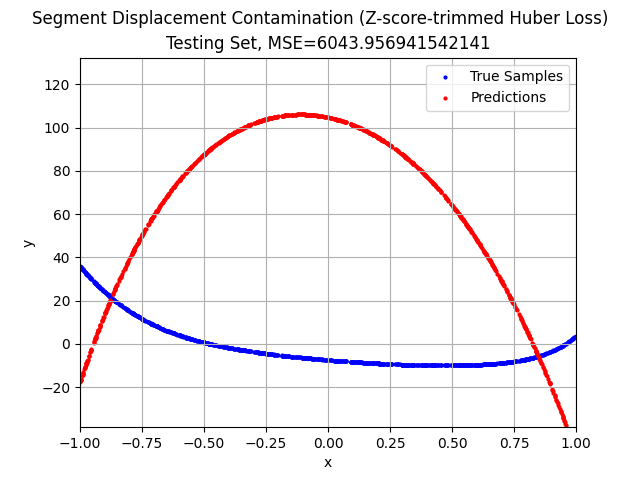 Segment Displacement Contamination (Z-score-trimmed Huber Loss)
Testing Set, MSE=6043.956941542141
True Samples
Predictions
120
100
80
60
40
20
0
−20
y
−1.00 −0.75 −0.50 −0.25 0.00 0.25 0.50 0.75 1.00
x